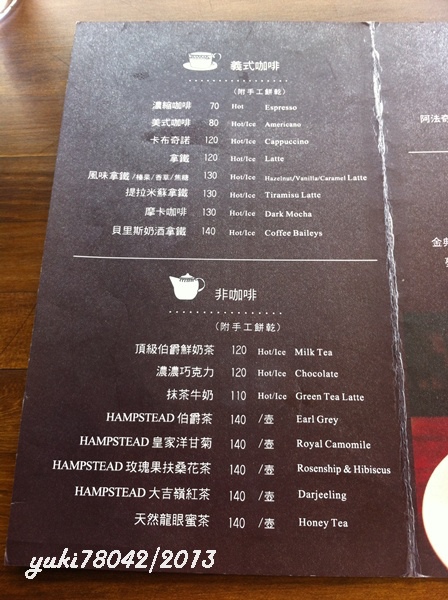 義式咖啡
(附手工餅乾)
濃縮咖啡 70 Hot Espresso
美式咖啡 80 Hot/Ice Americano
卡布奇諾 120 Hot/Ice Cappuccino
拿鐵 120 Hot/Ice Latte
風味拿鐵/榛果/香草/焦糖 130 Hot/Ice Hazelnut/Vanilla/Caramel Latte
提拉米蘇拿鐵 130 Hot/Ice Tiramisu Latte
摩卡咖啡 130 Hot/Ice Dark Mocha
貝里斯奶酒拿鐵 140 Hot/Ice Coffee Baileys
非咖啡
(附手工餅乾)
頂級伯爵鮮奶茶 120 Hot/Ice Milk Tea
濃濃巧克力 120 Hot/Ice Chocolate
抹茶牛奶 110 Hot/Ice Green Tea Latte
HAMPSTEAD 伯爵茶 140 /壺 Earl Grey
HAMPSTEAD 皇家洋甘菊 140 /壺 Royal Camomile
HAMPSTEAD 玫瑰果扶桑花茶 140 /壺 Rosenship & Hibiscus
HAMPSTEAD 大吉嶺紅茶 140 /壺 Darjeeling
天然龍眼蜜茶 140 /壺 Honey Tea
阿法奇
金典
yuki78042/2013